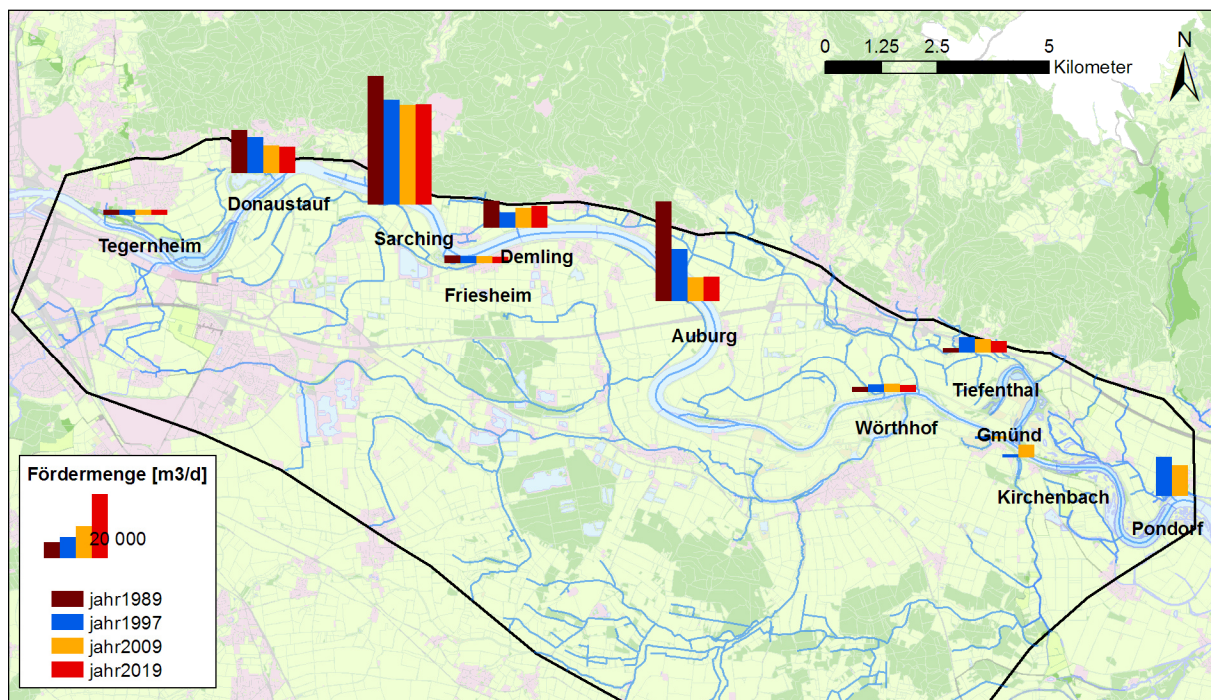 0 1.25 2.5 5
Kilometer
N
Donaustauf
Tegernheim
Sarching
Demling
Friesheim
Auburg
Tiefenthal
Wörthhof
Gmünd
Kirchenbach
Pondorf
Fördermenge [m3/d]
20 000
jahr1989
jahr1997
jahr2009
jahr2019